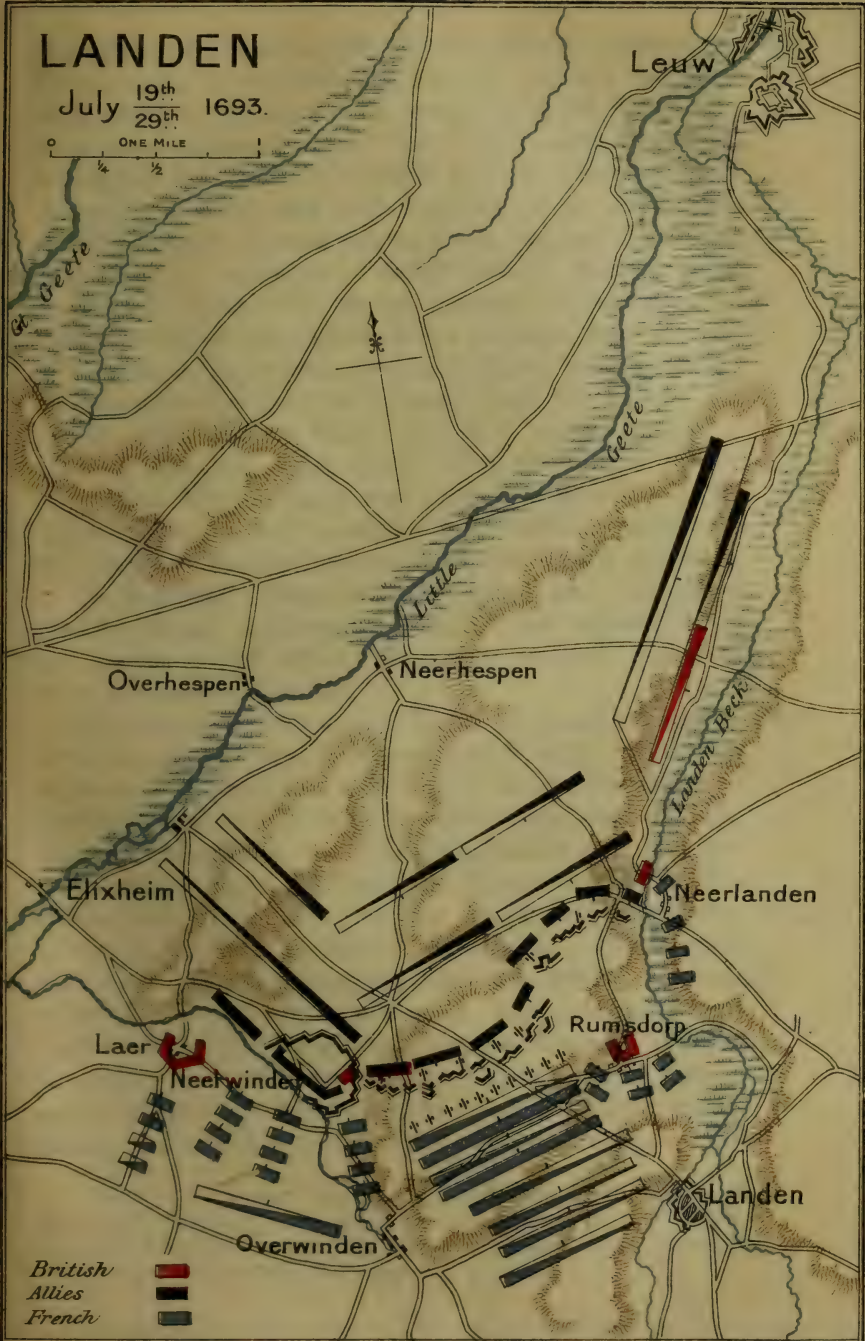 LANDEN
July 19th/29th 1693.
0 ONE MILE 1
1/4 1/2
Leuw
Gt. Geete
Little Geete
Overhespen
Neerhespen
Landen Beck
Elixheim
Neerlanden
Laer
Rumsdorp
Neerwinden
Landen
Overwinden
British
Allies
French